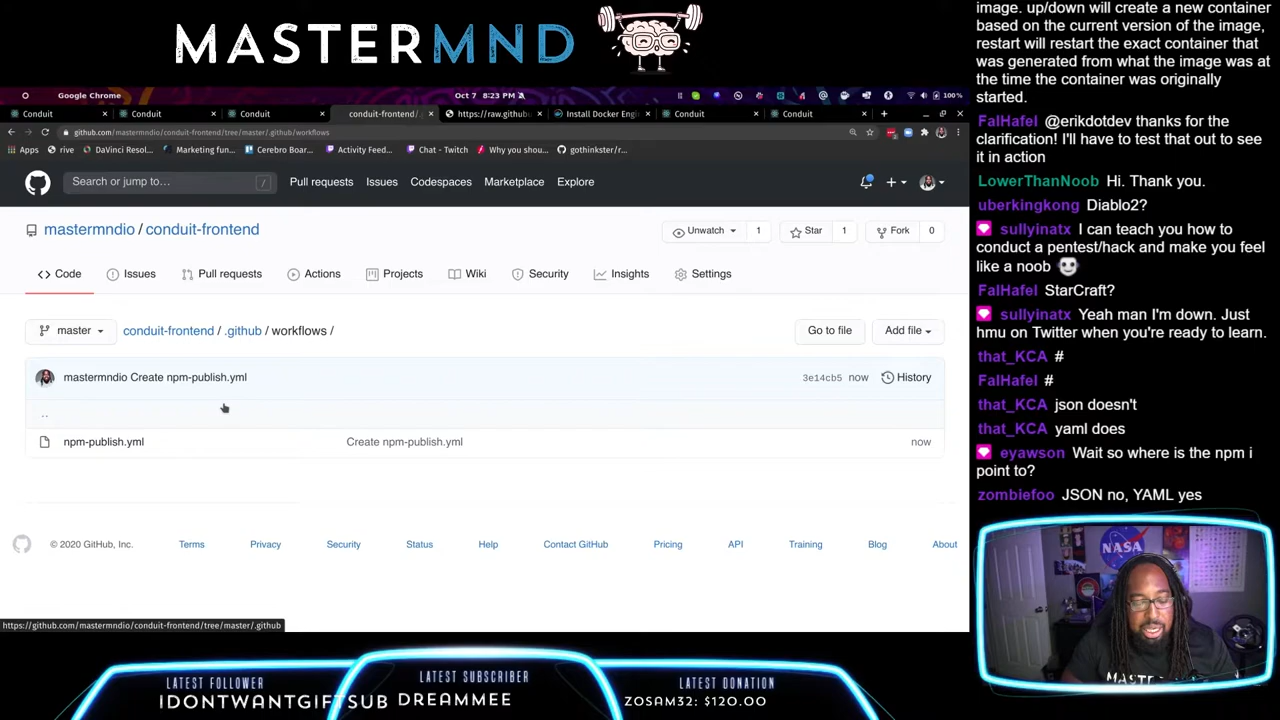 MASTERMND
Google Chrome
Oct 7 8:23 PM
100%
Conduit
Conduit
Conduit
conduit-frontend/
https://raw.githubu
Install Docker Engi
Conduit
Conduit
github.com/mastermndio/conduit-frontend/tree/master/.github/workflows
Apps
rive
DaVinci Resol...
Marketing fun...
Cerebro Boar...
Activity Feed...
Chat - Twitch
Why you shou...
gothinkster/r...
Search or jump to...
/
Pull requests
Issues
Codespaces
Marketplace
Explore
mastermndio / conduit-frontend
Unwatch
1
Star
1
Fork
0
Code
Issues
Pull requests
Actions
Projects
Wiki
Security
Insights
Settings
master
conduit-frontend / .github / workflows /
Go to file
Add file
mastermndio Create npm-publish.yml
3e14cb5 now
History
..
npm-publish.yml
Create npm-publish.yml
now
© 2020 GitHub, Inc.
Terms
Privacy
Security
Status
Help
Contact GitHub
Pricing
API
Training
Blog
About
https://github.com/mastermndio/conduit-frontend/tree/master/.github
image. up/down will create a new container
based on the current version of the image,
restart will restart the exact container that
was generated from what the image was at
the time the container was originally
started.
FalHafel @erikdotdev thanks for the
clarification! I'll have to test that out to see
it in action
LowerThanNoob Hi. Thank you.
uberkingkong Diablo2?
sullyinatx I can teach you how to
conduct a pentest/hack and make you feel
like a noob
FalHafel StarCraft?
sullyinatx Yeah man I'm down. Just
hmu on Twitter when you're ready to learn.
that_KCA #
FalHafel #
that_KCA json doesn't
that_KCA yaml does
eyawson Wait so where is the npm i
point to?
zombiefoo JSON no, YAML yes
NASA
LATEST FOLLOWER
IDONTWANTGIFTSUB
LATEST SUBSCRIBER
DREAMMEE
LATEST DONATION
ZOSAM32: $120.00